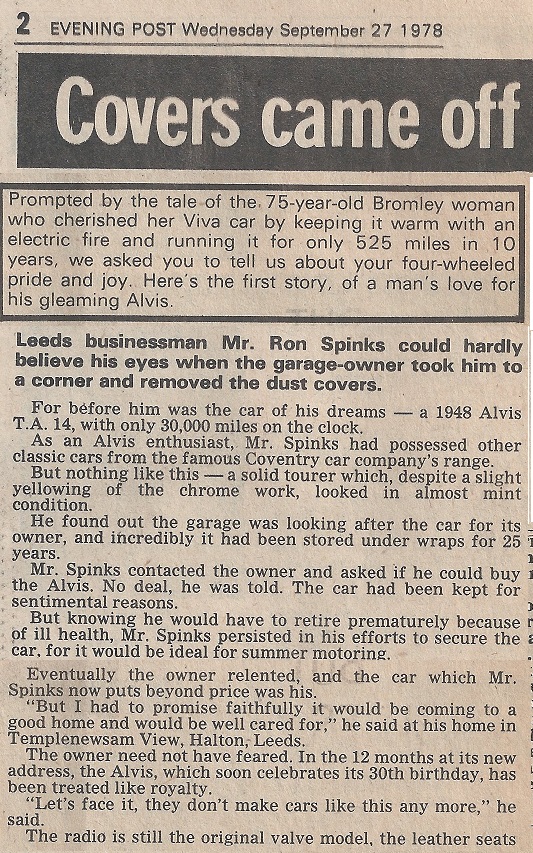 2 EVENING POST Wednesday September 27 1978
Covers came off
Prompted by the tale of the 75-year-old Bromley woman
who cherished her Viva car by keeping it warm with an
electric fire and running it for only 525 miles in 10
years, we asked you to tell us about your four-wheeled
pride and joy. Here's the first story, of a man's love for
his gleaming Alvis.
Leeds businessman Mr. Ron Spinks could hardly
believe his eyes when the garage-owner took him to
a corner and removed the dust covers.
For before him was the car of his dreams — a 1948 Alvis
T.A. 14, with only 30,000 miles on the clock.
As an Alvis enthusiast, Mr. Spinks had possessed other
classic cars from the famous Coventry car company's range.
But nothing like this — a solid tourer which, despite a slight
yellowing of the chrome work, looked in almost mint
condition.
He found out the garage was looking after the car for its
owner, and incredibly it had been stored under wraps for 25
years.
Mr. Spinks contacted the owner and asked if he could buy
the Alvis. No deal, he was told. The car had been kept for
sentimental reasons.
But knowing he would have to retire prematurely because
of ill health, Mr. Spinks persisted in his efforts to secure the
car, for it would be ideal for summer motoring.
Eventually the owner relented, and the car which Mr.
Spinks now puts beyond price was his.
"But I had to promise faithfully it would be coming to a
good home and would be well cared for," he said at his home in
Templenewsam View, Halton, Leeds.
The owner need not have feared. In the 12 months at its new
address, the Alvis, which soon celebrates its 30th birthday, has
been treated like royalty.
"Let's face it, they don't make cars like this any more," he
said.
The radio is still the original valve model, the leather seats